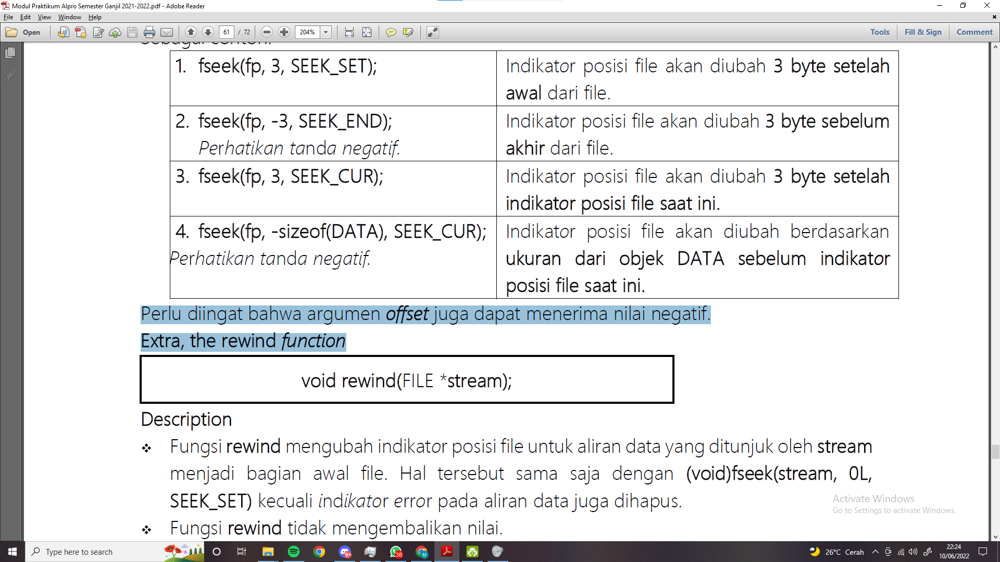 Modul Praktikum Alpro Semester Ganjil 2021-2022.pdf - Adobe Reader
File Edit View Window Help
Open 61 / 72 204% Tools Fill & Sign Comment
Sebagai contoh:
1. fseek(fp, 3, SEEK_SET);
Indikator posisi file akan diubah 3 byte setelah
awal dari file.
2. fseek(fp, -3, SEEK_END);
Perhatikan tanda negatif.
Indikator posisi file akan diubah 3 byte sebelum
akhir dari file.
3. fseek(fp, 3, SEEK_CUR);
Indikator posisi file akan diubah 3 byte setelah
indikator posisi file saat ini.
4. fseek(fp, -sizeof(DATA), SEEK_CUR);
Perhatikan tanda negatif.
Indikator posisi file akan diubah berdasarkan
ukuran dari objek DATA sebelum indikator
posisi file saat ini.
Perlu diingat bahwa argumen offset juga dapat menerima nilai negatif.
Extra, the rewind function
void rewind(FILE *stream);
Description
❖ Fungsi rewind mengubah indikator posisi file untuk aliran data yang ditunjuk oleh stream
menjadi bagian awal file. Hal tersebut sama saja dengan (void)fseek(stream, 0L,
SEEK_SET) kecuali indikator error pada aliran data juga dihapus.
❖ Fungsi rewind tidak mengembalikan nilai.
Activate Windows
Go to Settings to activate Windows.
Type here to search
9+
38
M
26°C Cerah
22:24
10/06/2022